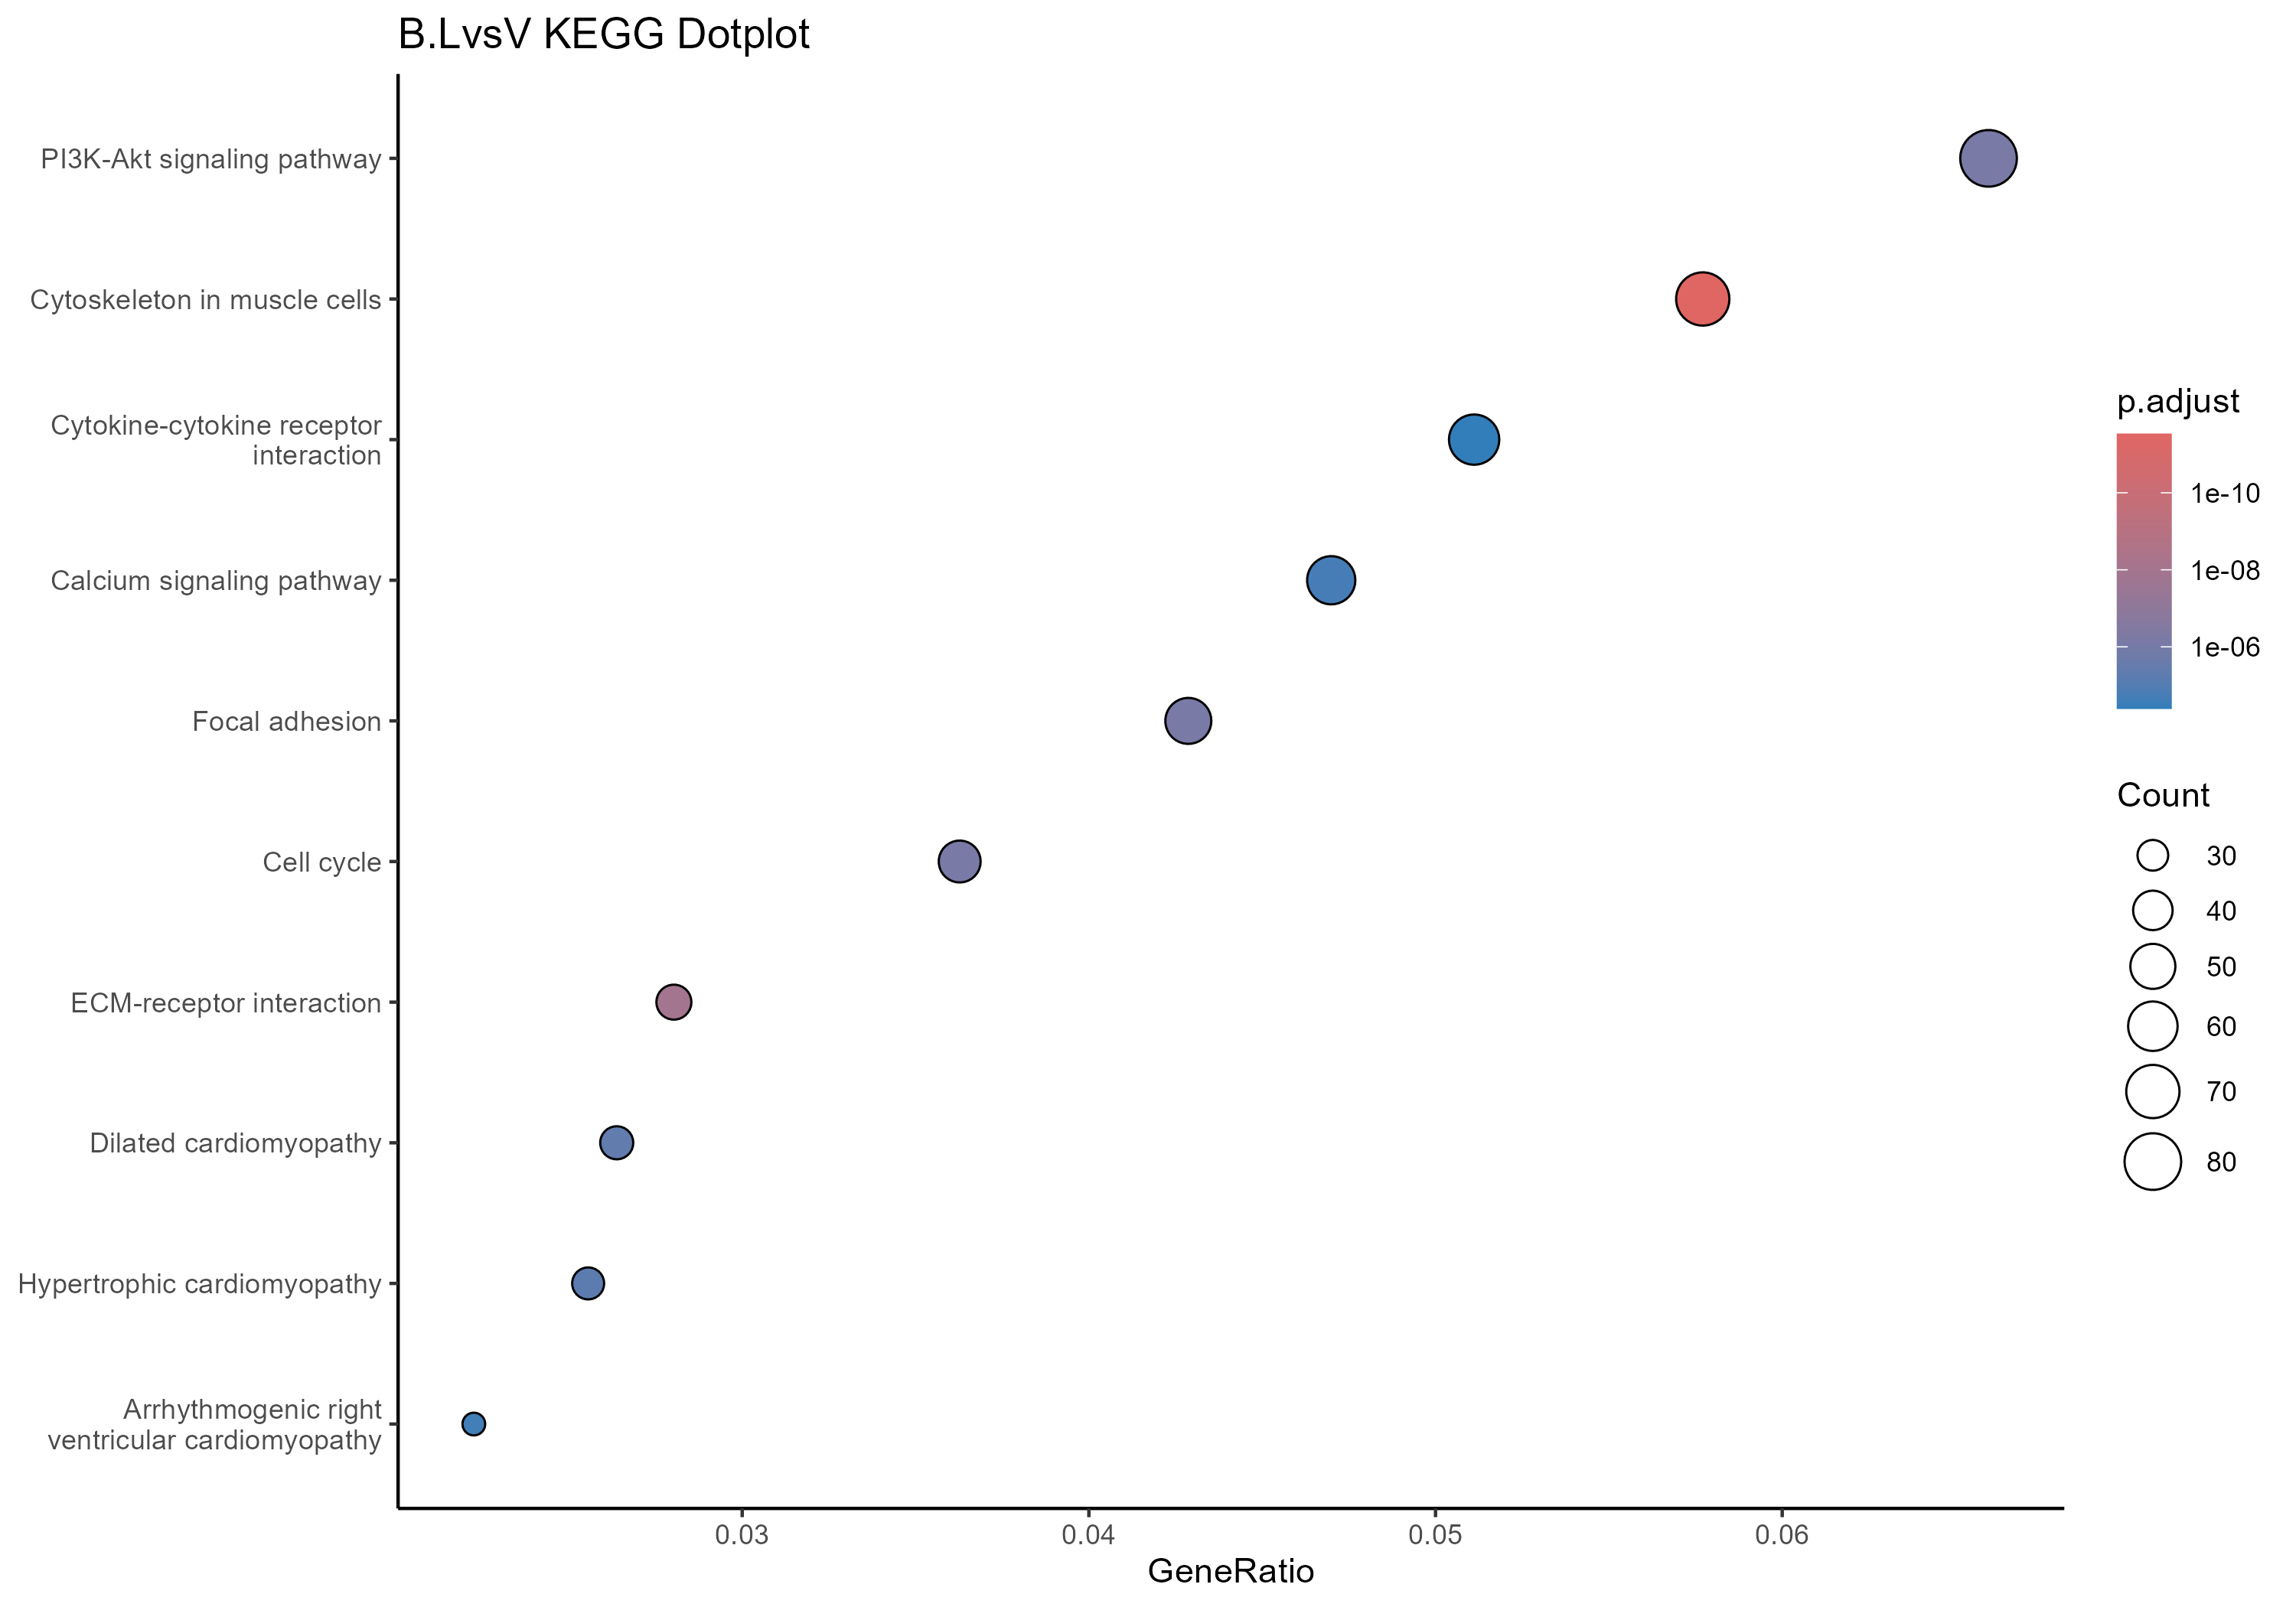 B.LvsV KEGG Dotplot
PI3K-Akt signaling pathway
Cytoskeleton in muscle cells
Cytokine-cytokine receptor
interaction
Calcium signaling pathway
Focal adhesion
Cell cycle
ECM-receptor interaction
Dilated cardiomyopathy
Hypertrophic cardiomyopathy
Arrhythmogenic right
ventricular cardiomyopathy
0.03
0.04
0.05
0.06
GeneRatio
p.adjust
1e-10
1e-08
1e-06
Count
30
40
50
60
70
80